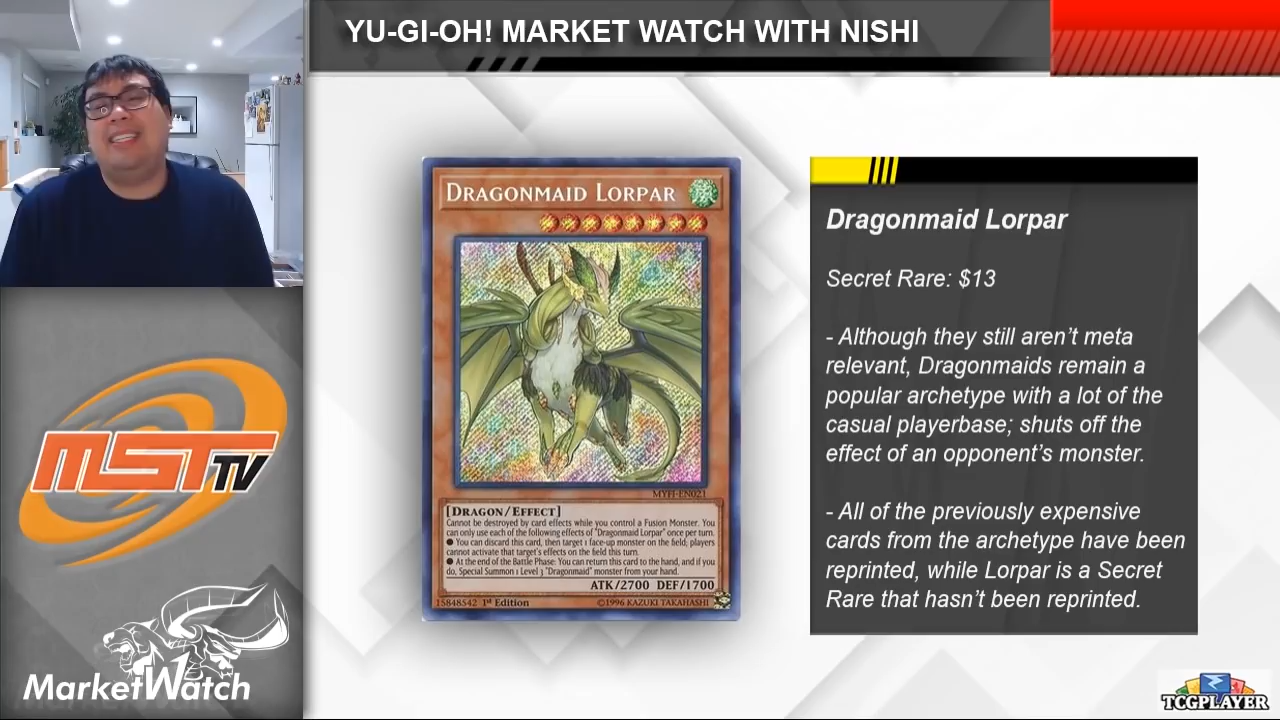 YU-GI-OH! MARKET WATCH WITH NISHI
DRAGONMAID LORPAR
MYFI-EN021
[DRAGON/EFFECT]
Cannot be destroyed by card effects while you control a Fusion Monster. You
can only use each of the following effects of "Dragonmaid Lorpar" once per turn.
● You can discard this card, then target 1 face-up monster on the field; players
cannot activate that target's effects on the field this turn.
● At the end of the Battle Phase: You can return this card to the hand, and if you
do, Special Summon 1 Level 3 "Dragonmaid" monster from your hand.
ATK/2700 DEF/1700
15848542 1st Edition ©1996 KAZUKI TAKAHASHI
Dragonmaid Lorpar
Secret Rare: $13
- Although they still aren't meta
relevant, Dragonmaids remain a
popular archetype with a lot of the
casual playerbase; shuts off the
effect of an opponent's monster.
- All of the previously expensive
cards from the archetype have been
reprinted, while Lorpar is a Secret
Rare that hasn't been reprinted.
MST TV
MarketWatch
TCGPLAYER